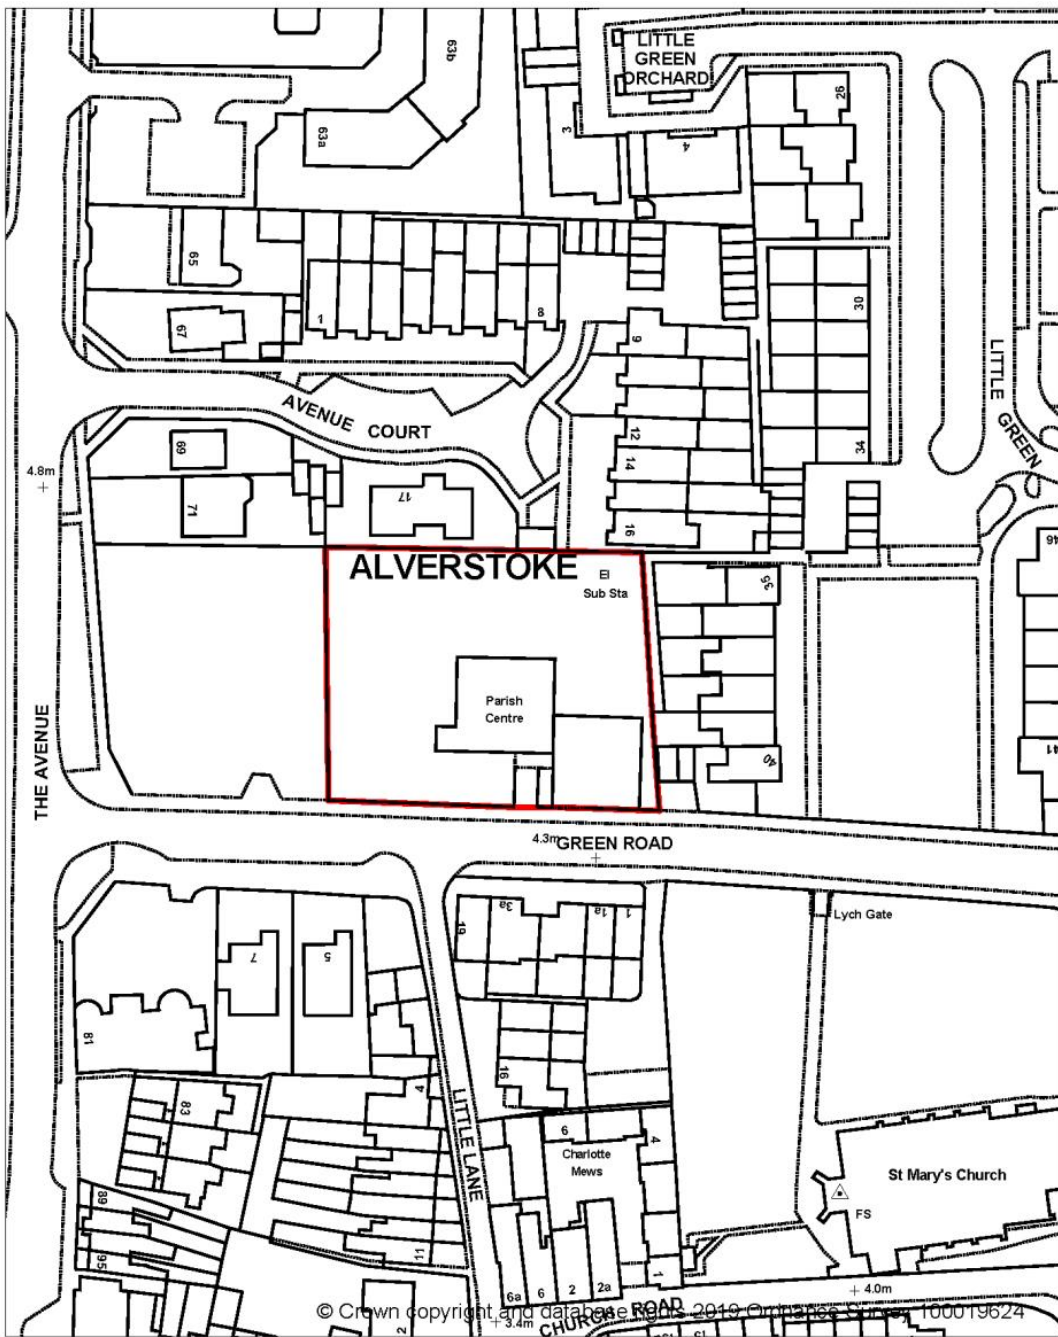 LITTLE
GREEN
ORCHARD
63b
63a
3
4
26
65
67
1
8
9
30
LITTLE GREEN
AVENUE COURT
12
14
34
69
4.8m
71
17
16
46
ALVERSTOKE
El
Sub Sta
35
Parish
Centre
THE AVENUE
40
41
4.3m
GREEN ROAD
Lych Gate
19
3a
1a
1
7
5
81
16
4
83
LITTLE LANE
6
Charlotte
Mews
4
St Mary's Church
FS
89
95
11
6a
6
2
2a
1
2
4.0m
3.4m
CHURCH ROAD
© Crown copyright and database rights 2019 Ordnance Survey 100019624